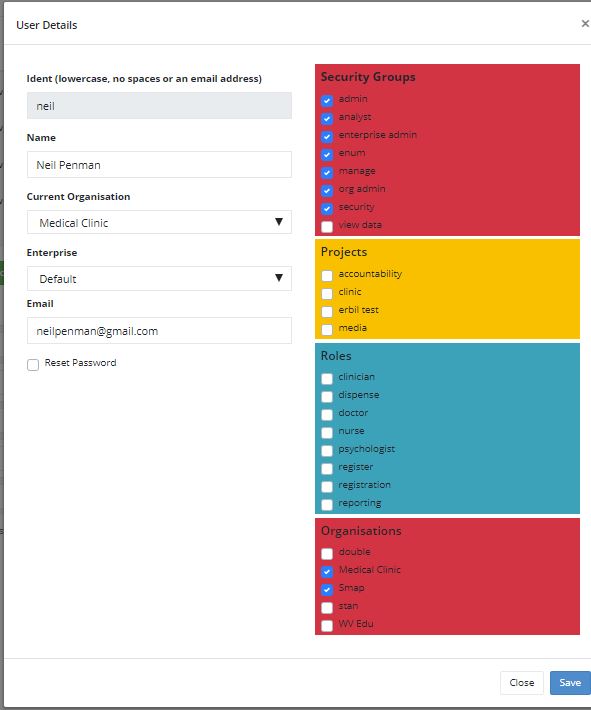 User Details
×
Ident (lowercase, no spaces or an email address)
neil
Name
Neil Penman
Current Organisation
Medical Clinic
Enterprise
Default
Email
neilpenman@gmail.com
Reset Password
Security Groups
admin
analyst
enterprise admin
enum
manage
org admin
security
view data
Projects
accountability
clinic
erbil test
media
Roles
clinician
dispense
doctor
nurse
psychologist
register
registration
reporting
Organisations
double
Medical Clinic
Smap
stan
WV Edu
Close
Save